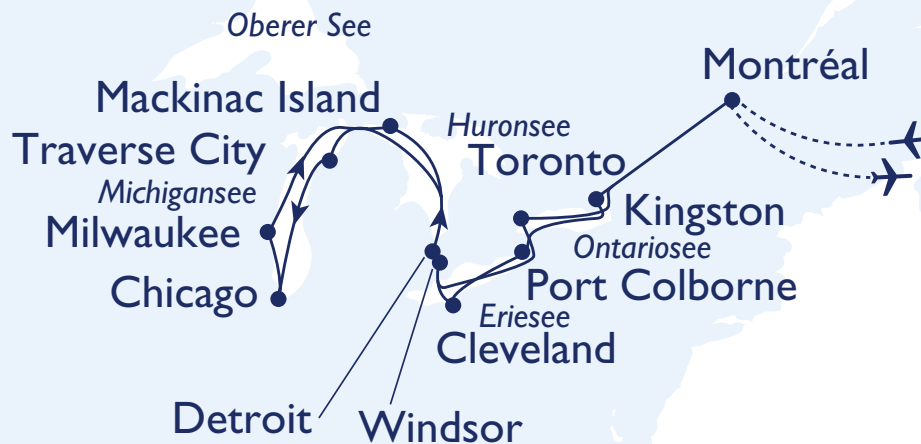 Oberer See
Montréal
Mackinac Island
Huronsee
Traverse City
Toronto
Michigansee
Milwaukee
Kingston
Ontariosee
Chicago
Port Colborne
Eriesee
Cleveland
Detroit
Windsor